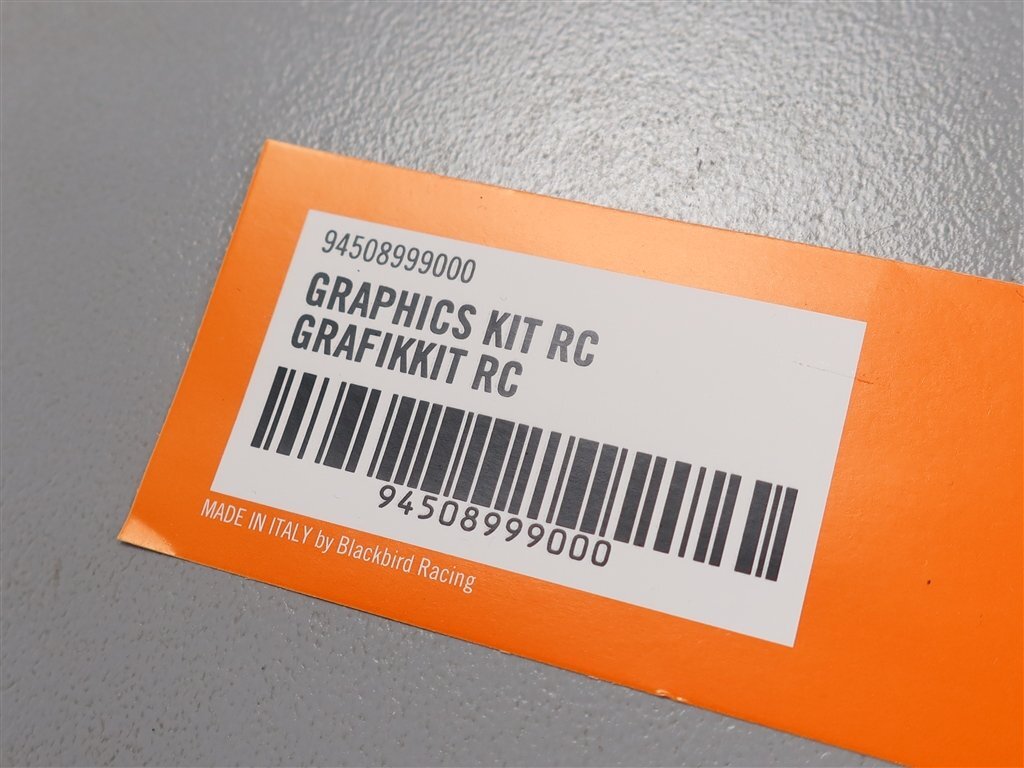 94508999000
GRAPHICS KIT RC
GRAFIKKIT RC
94508999000
MADE IN ITALY by Blackbird Racing